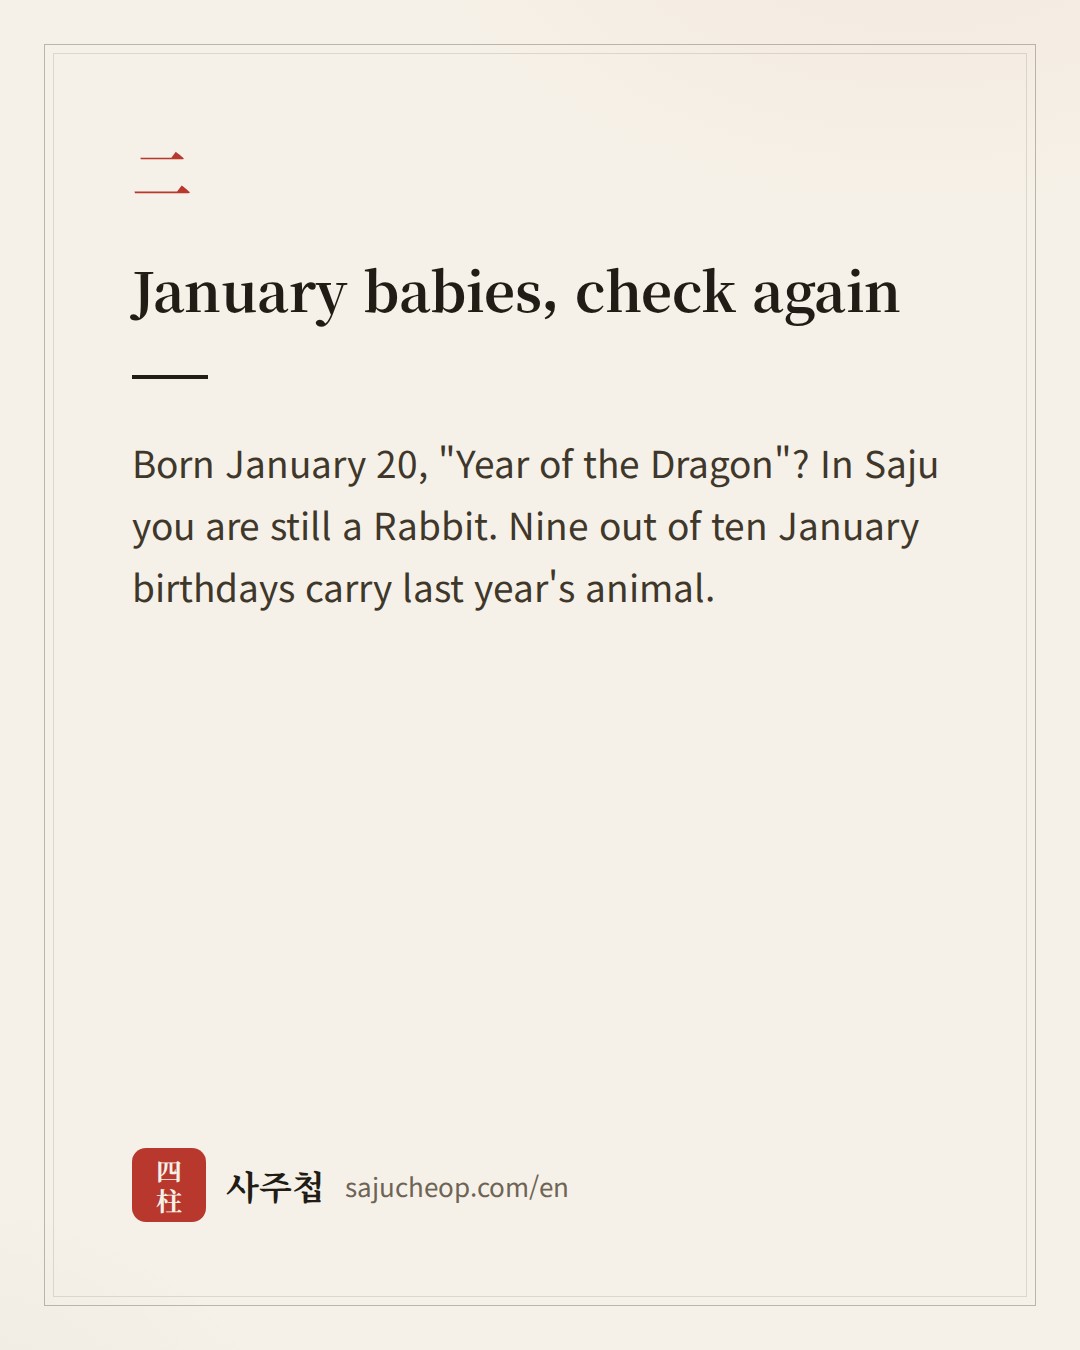 二
January babies, check again
Born January 20, "Year of the Dragon"? In Saju
you are still a Rabbit. Nine out of ten January
birthdays carry last year's animal.
四
柱
사주첩 sajucheop.com/en